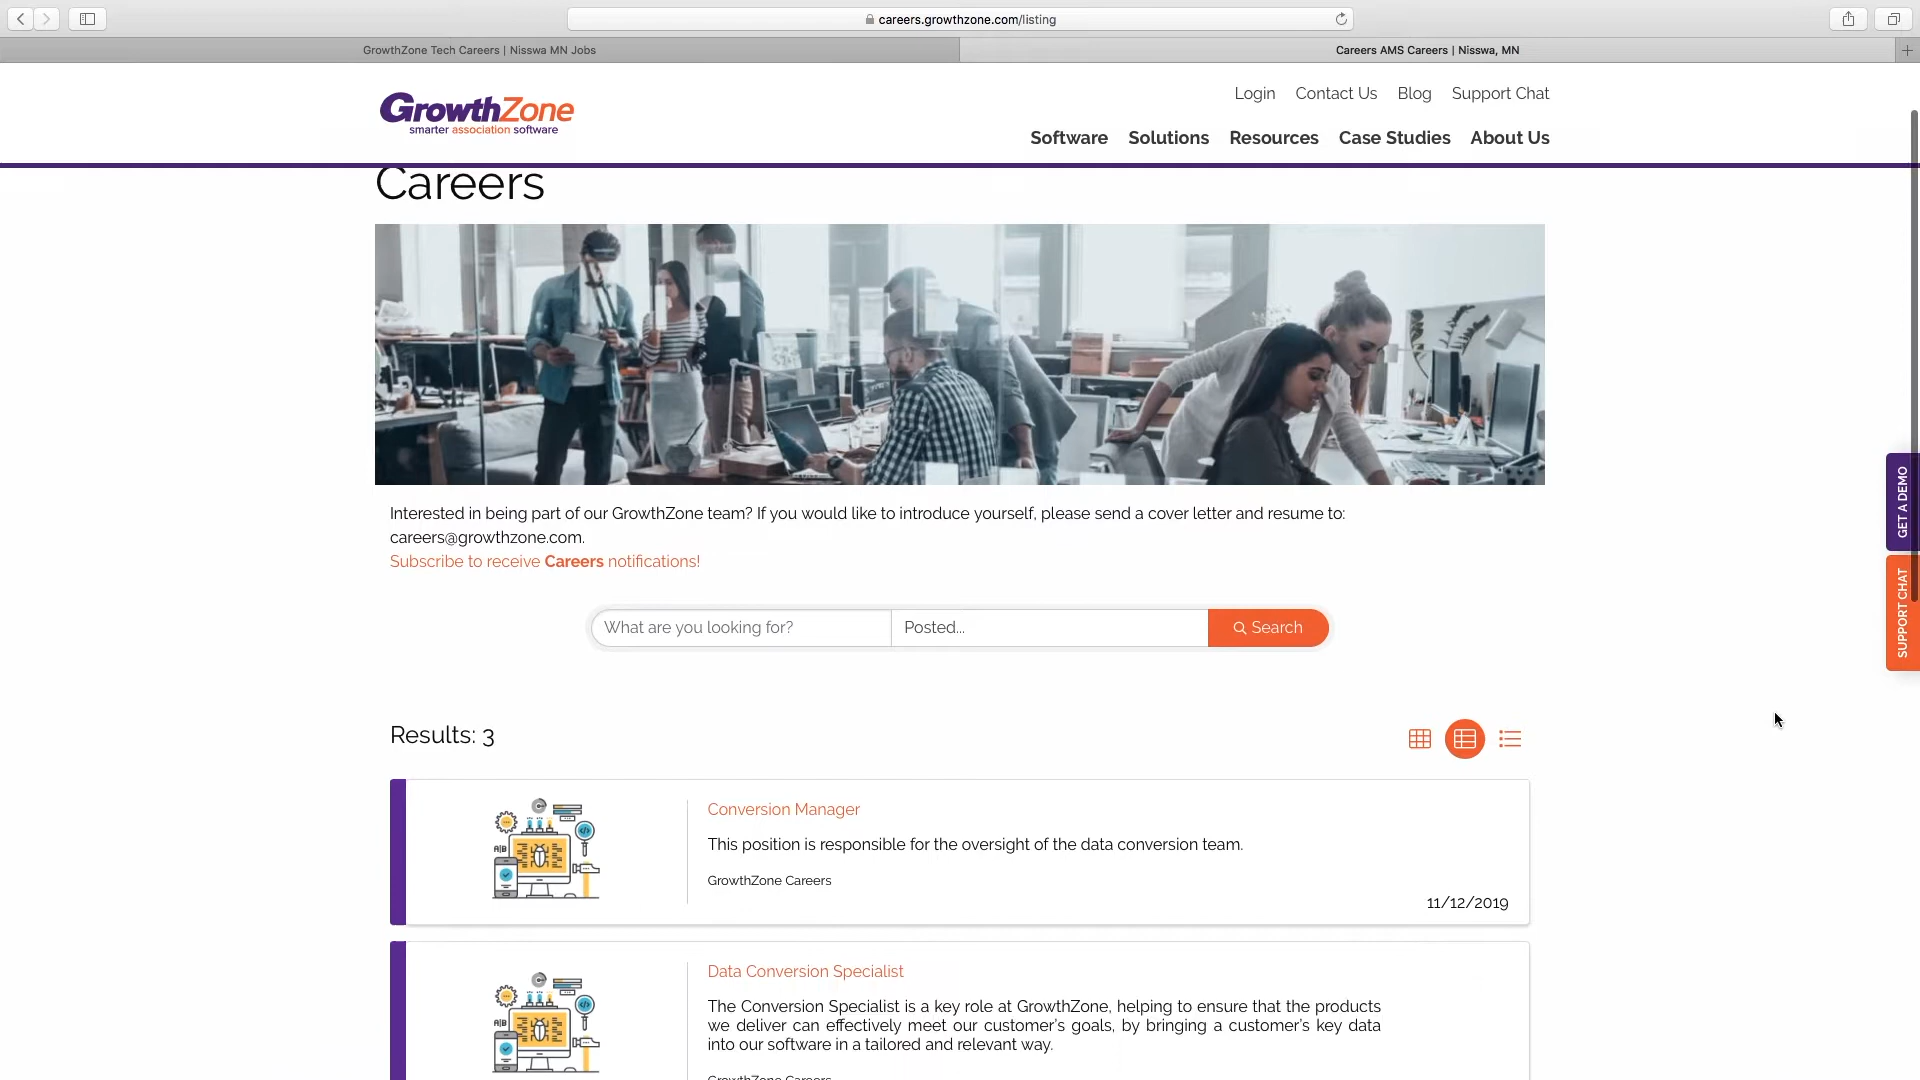 careers.growthzone.com/listing
GrowthZone Tech Careers | Nisswa MN Jobs
Careers AMS Careers | Nisswa, MN
GrowthZone
smarter association software
Login Contact Us Blog Support Chat
Software Solutions Resources Case Studies About Us
Careers
Interested in being part of our GrowthZone team? If you would like to introduce yourself, please send a cover letter and resume to:
careers@growthzone.com.
Subscribe to receive Careers notifications!
GET A DEMO
SUPPORT CHAT
What are you looking for? Posted... Search
Results: 3
A|B
Conversion Manager
This position is responsible for the oversight of the data conversion team.
GrowthZone Careers
11/12/2019
A|B
Data Conversion Specialist
The Conversion Specialist is a key role at GrowthZone, helping to ensure that the products
we deliver can effectively meet our customer's goals, by bringing a customer's key data
into our software in a tailored and relevant way.
GrowthZone Careers